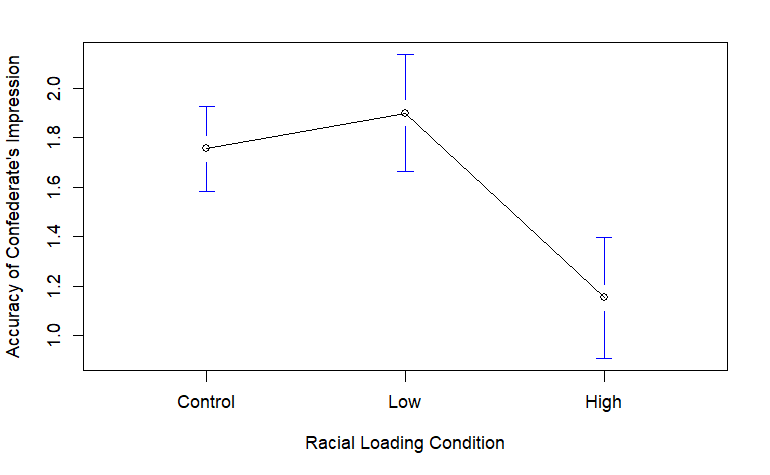 Accuracy of Confederate's Impression
2.0
1.8
1.6
1.4
1.2
1.0
Control Low High
Racial Loading Condition